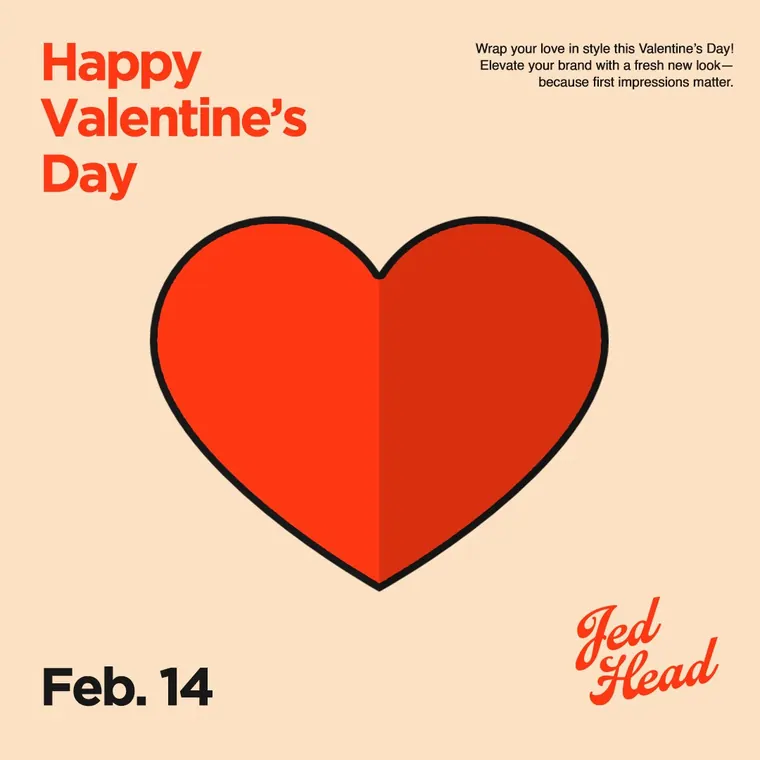 Happy
Valentine’s
Day
Wrap your love in style this Valentine’s Day!
Elevate your brand with a fresh new look—
because first impressions matter.
Feb. 14
Jed
Head